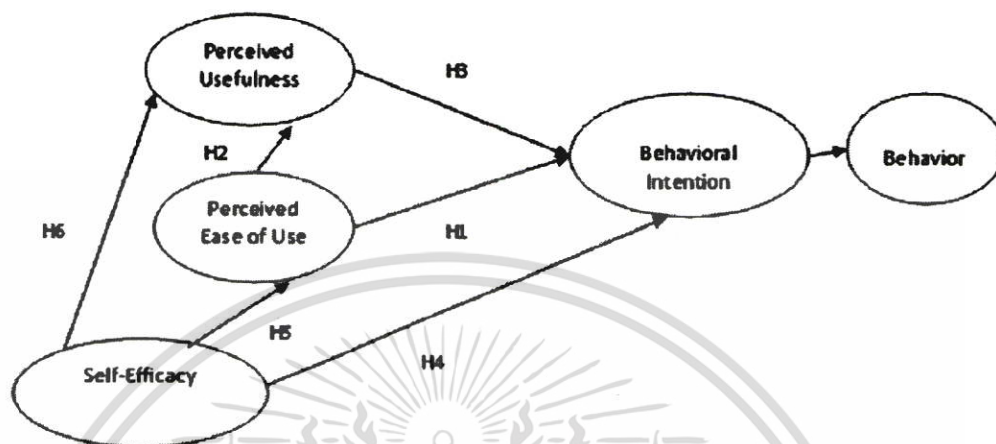 Perceived
Usefulness
H3
H2
Perceived
Ease of Use
H6
H1
Behavioral
Intention
Behavior
H5
Self-Efficacy
H4